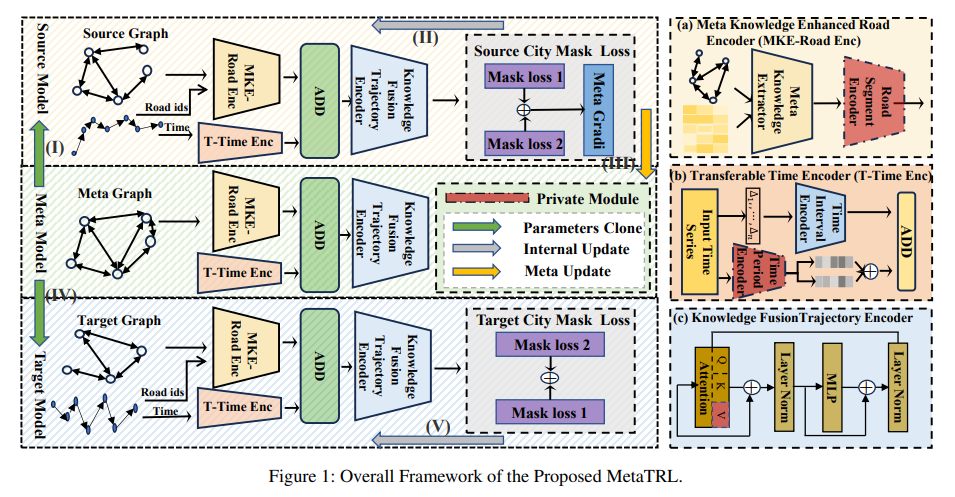 Source Model
Source Graph
Road ids
Time
(I)
MKE-
Road Enc
T-Time Enc
ADD
Knowledge
Fusion
Trajectory
Encoder
(II)
Source City Mask Loss
Mask loss 1
Mask loss 2
Meta Gradi
(III)
Meta Model
Meta Graph
MKE-
Road Enc
T-Time Enc
ADD
Knowledge
Fusion
Trajectory
Encoder
Private Module
Parameters Clone
Internal Update
Meta Update
(IV)
Target Model
Target Graph
Road ids
Time
MKE-
Road Enc
T-Time Enc
ADD
Knowledge
Fusion
Trajectory
Encoder
Target City Mask Loss
Mask loss 2
Mask loss 1
(V)
(a) Meta Knowledge Enhanced Road
Encoder (MKE-Road Enc)
Meta
Knowledge
Extractor
Road
Segment
Encoder
(b) Transferable Time Encoder (T-Time Enc)
Input Time
Series
Δ1,...,Δn
Time
Interval
Encoder
Time
Period
Encoder
ADD
(c) Knowledge FusionTrajectory Encoder
Attention
Q
K
V
Layer Norm
MLP
Layer Norm
Figure 1: Overall Framework of the Proposed MetaTRL.